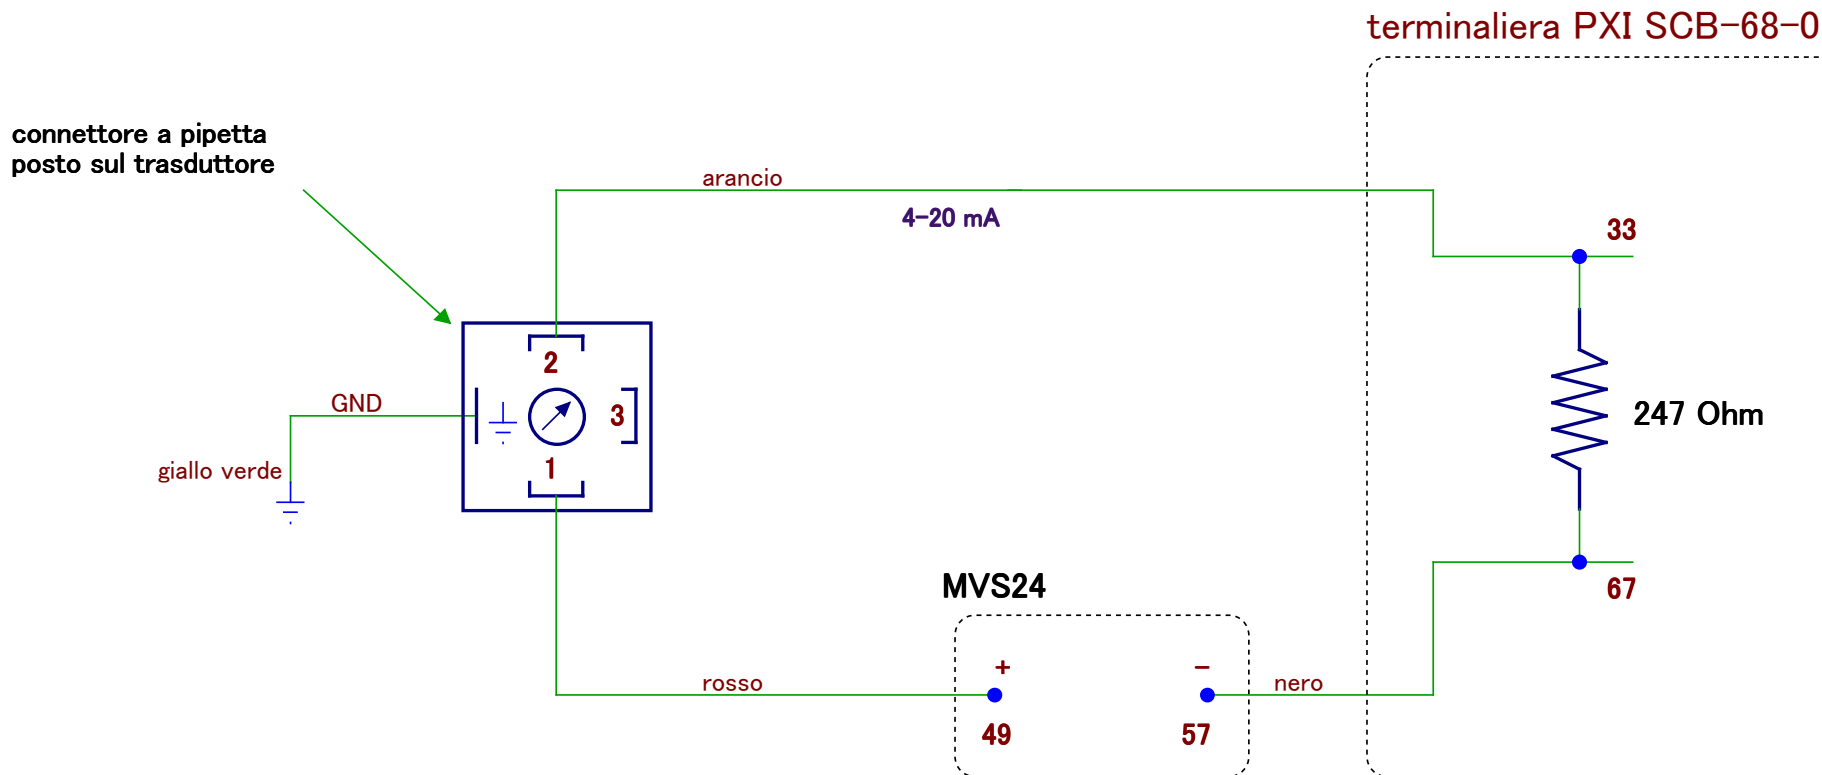 terminaliera PXI SCB-68-0
connettore a pipetta
posto sul trasduttore
arancio
4-20 mA
33
2
GND
3
247 Ohm
1
giallo verde
MVS24
67
+ -
rosso
nero
49
57